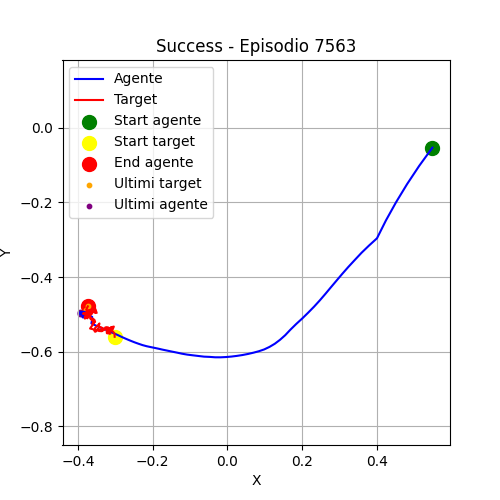 Success - Episodio 7563
Agente
Target
Start agente
Start target
End agente
Ultimi target
Ultimi agente
0.0
−0.2
−0.4
−0.6
−0.8
Y
−0.4
−0.2
0.0
0.2
0.4
X